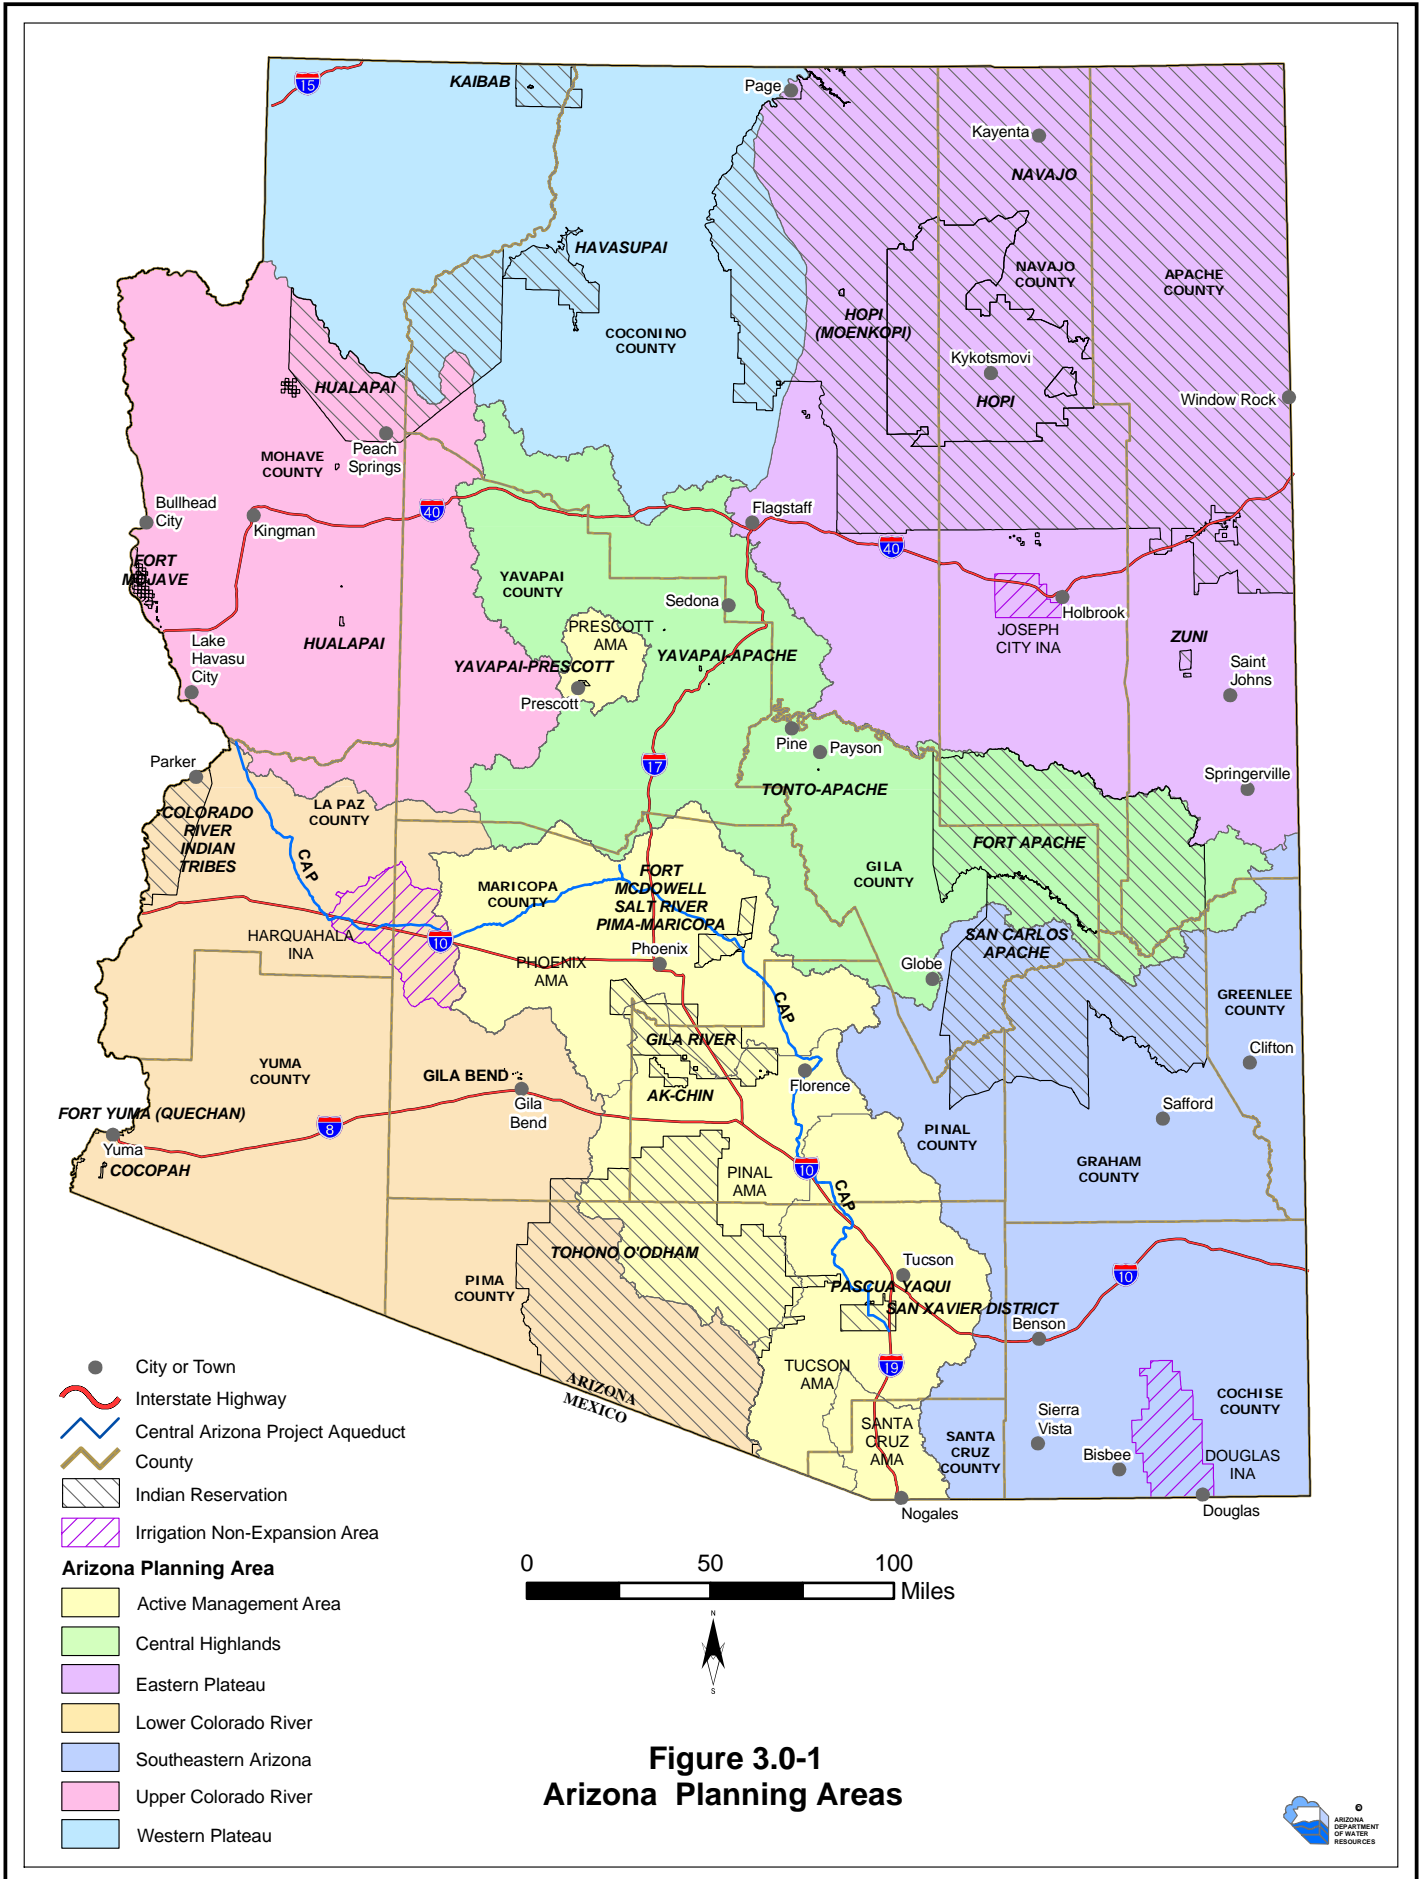 15
KAIBAB
Page
Kayenta
NAVAJO
HAVASUPAI
NAVAJO
COUNTY
APACHE
COUNTY
COCONINO
COUNTY
HOPI
(MOENKOPI)
Kykotsmovi
HOPI
Window Rock
HUALAPAI
Peach
Springs
MOHAVE
COUNTY
Bullhead
City
Kingman
40
Flagstaff
40
FORT
MOJAVE
YAVAPAI
COUNTY
Sedona
Holbrook
JOSEPH
CITY INA
ZUNI
HUALAPAI
PRESCOTT
AMA
YAVAPAI-APACHE
YAVAPAI-PRESCOTT
Prescott
Lake
Havasu
City
Saint
Johns
Pine
Payson
17
Parker
TONTO-APACHE
Springerville
COLORADO
RIVER
INDIAN
TRIBES
LA PAZ
COUNTY
CAP
FORT APACHE
GILA
COUNTY
MARICOPA
COUNTY
FORT
MCDOWELL
SALT RIVER
PIMA-MARICOPA
HARQUAHALA
INA
10
PHOENIX
AMA
Phoenix
SAN CARLOS
APACHE
Globe
GREENLEE
COUNTY
CAP
GILA RIVER
Clifton
YUMA
COUNTY
GILA BEND
Gila
Bend
AK-CHIN
Florence
Safford
FORT YUMA (QUECHAN)
Yuma
8
COCOPAH
PINAL
COUNTY
GRAHAM
COUNTY
PINAL
AMA
10
CAP
TOHONO O'ODHAM
Tucson
PIMA
COUNTY
PASCUA YAQUI
SAN XAVIER DISTRICT
10
Benson
TUCSON
AMA
19
ARIZONA
MEXICO
COCHISE
COUNTY
Sierra
Vista
SANTA
CRUZ
AMA
SANTA
CRUZ
COUNTY
Bisbee
DOUGLAS
INA
Nogales
Douglas
City or Town
Interstate Highway
Central Arizona Project Aqueduct
County
Indian Reservation
Irrigation Non-Expansion Area
Arizona Planning Area
Active Management Area
Central Highlands
Eastern Plateau
Lower Colorado River
Southeastern Arizona
Upper Colorado River
Western Plateau
0 50 100
Miles
N
S
Figure 3.0-1
Arizona Planning Areas
©
ARIZONA
DEPARTMENT
OF WATER
RESOURCES